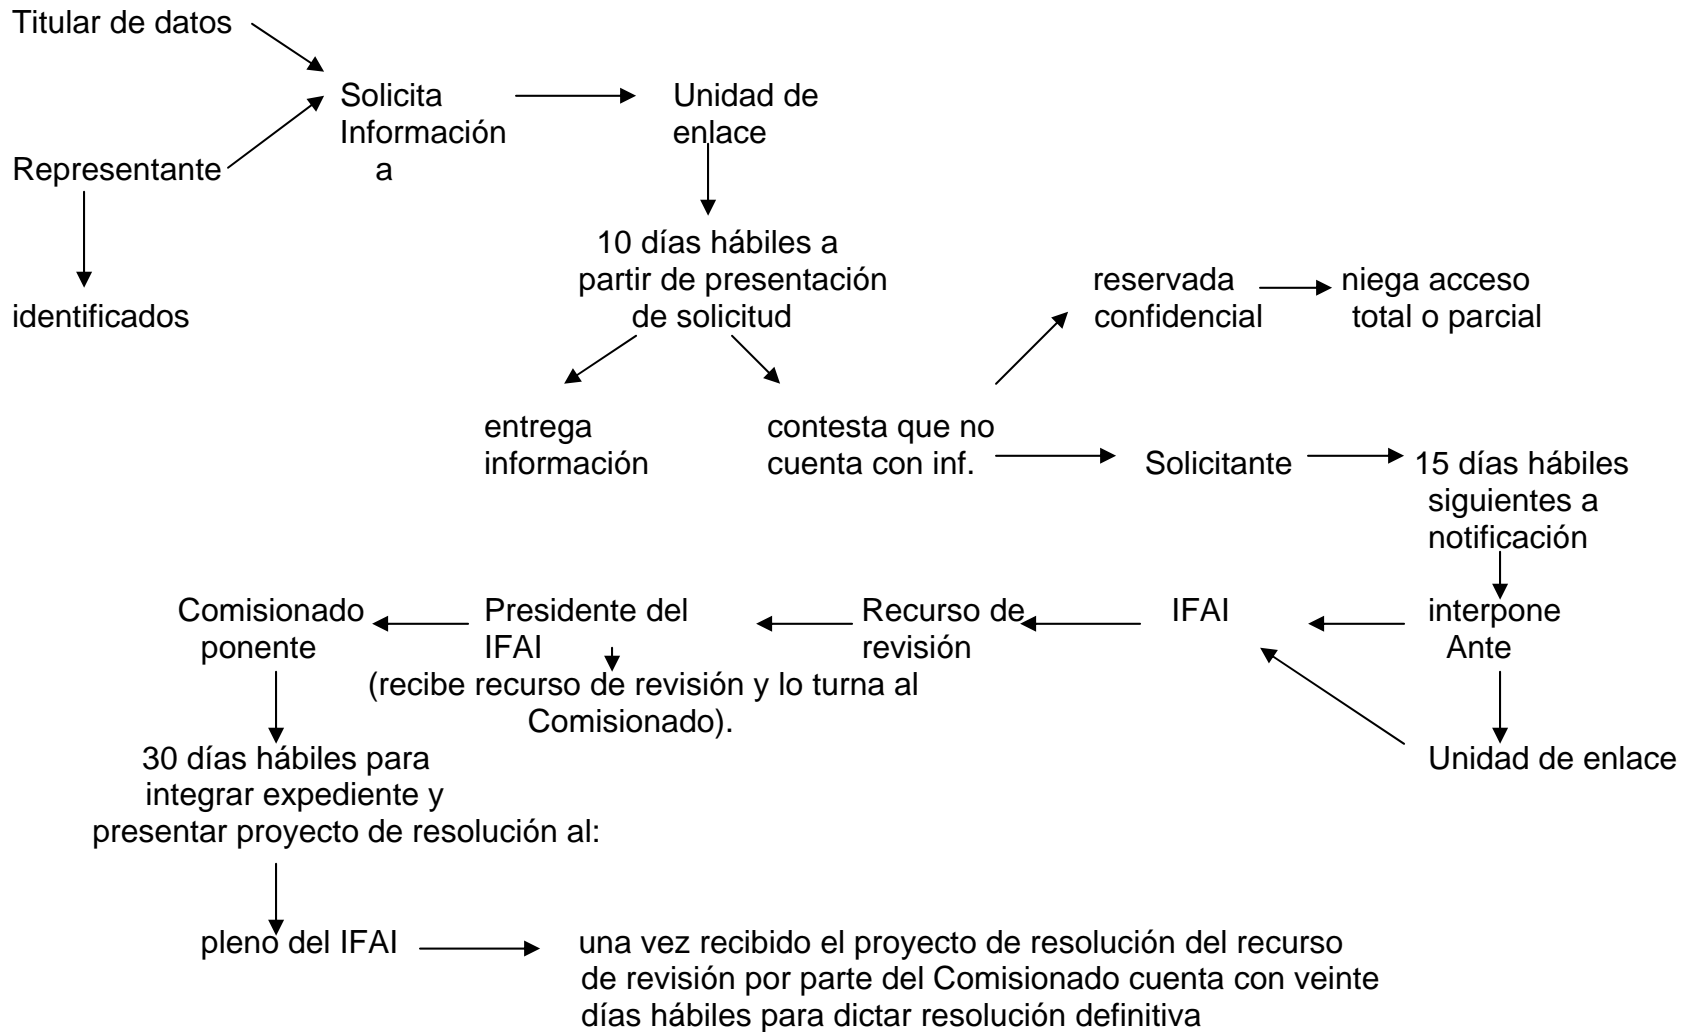 Titular de datos
Solicita
Información
a
Unidad de
enlace
Representante
identificados
10 días hábiles a
partir de presentación
de solicitud
reservada
confidencial
niega acceso
total o parcial
entrega
información
contesta que no
cuenta con inf.
Solicitante
15 días hábiles
siguientes a
notificación
interpone
Ante
Unidad de enlace
IFAI
Recurso de
revisión
Presidente del
IFAI
(recibe recurso de revisión y lo turna al
Comisionado).
Comisionado
ponente
30 días hábiles para
integrar expediente y
presentar proyecto de resolución al:
pleno del IFAI
una vez recibido el proyecto de resolución del recurso
de revisión por parte del Comisionado cuenta con veinte
días hábiles para dictar resolución definitiva